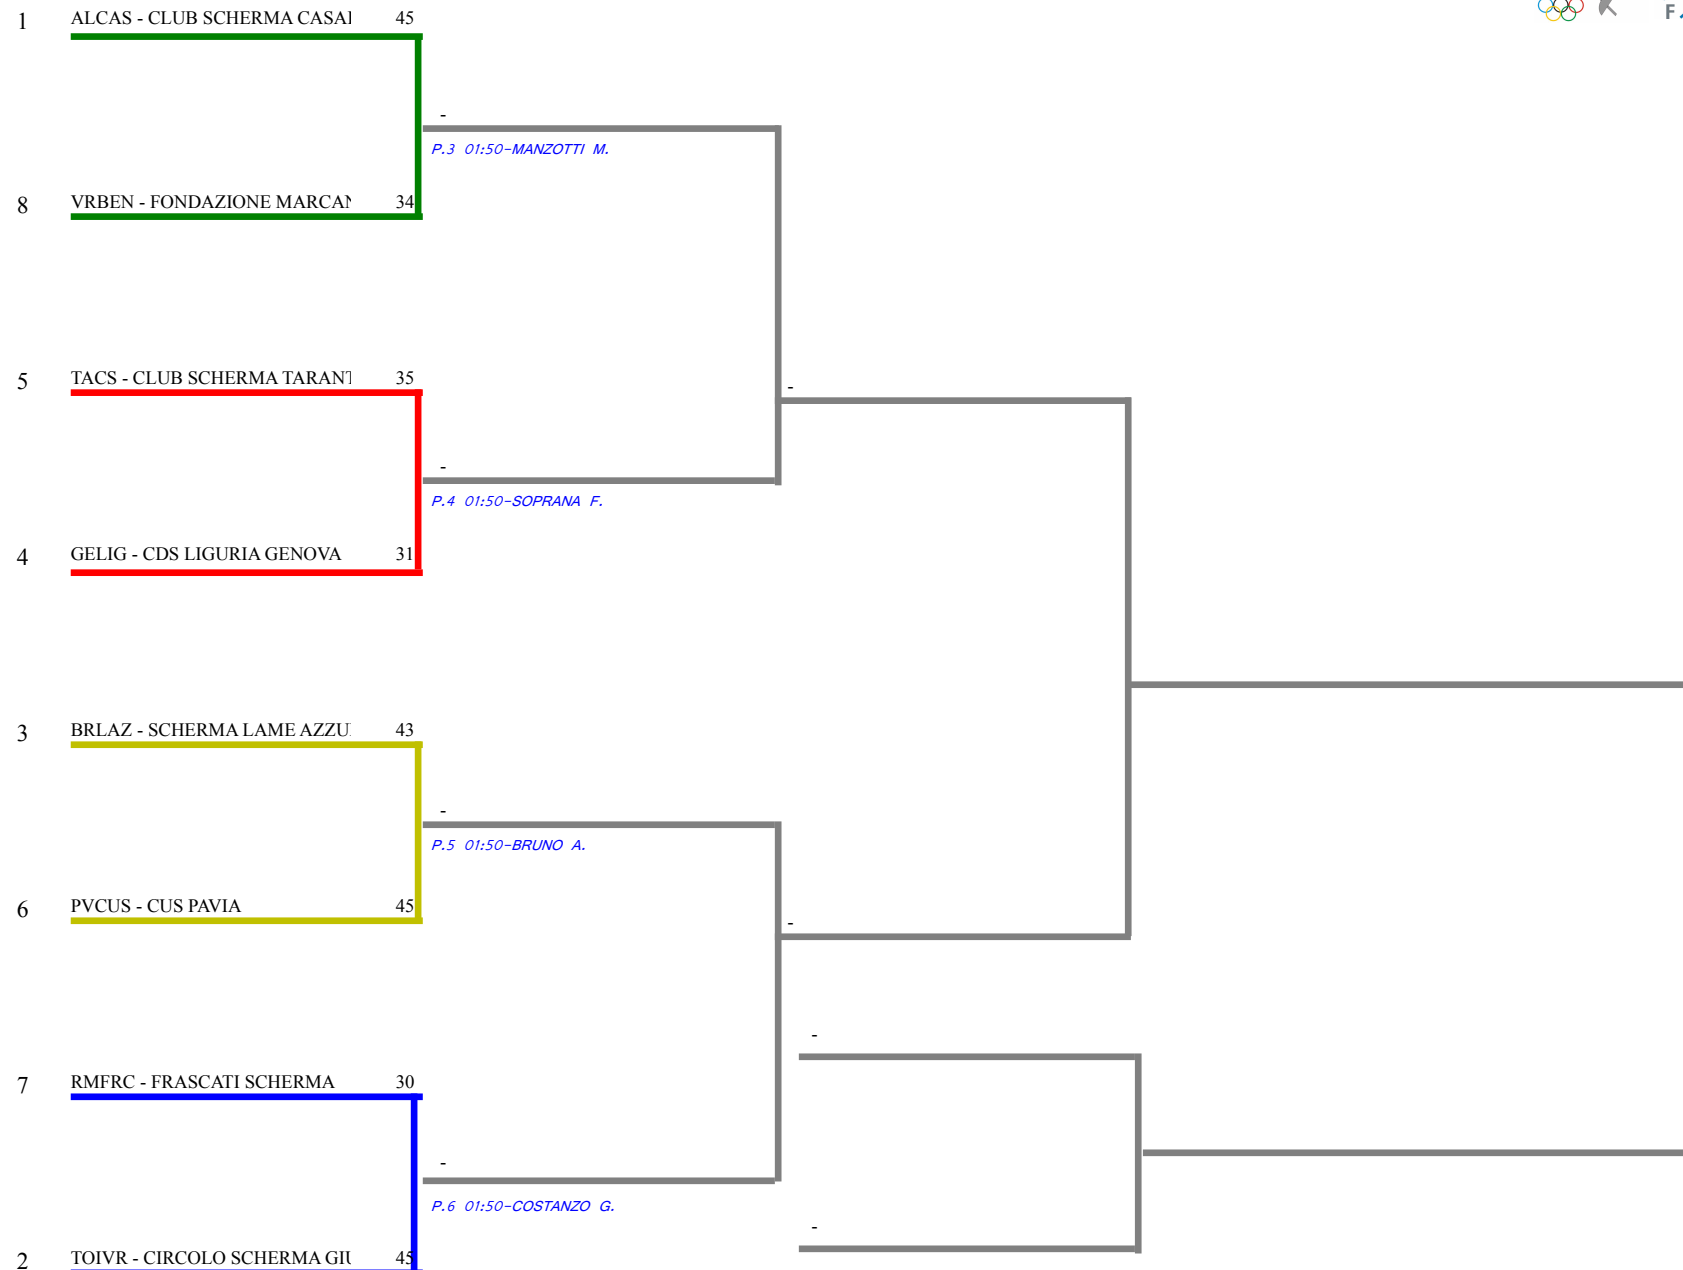 1 ALCAS - CLUB SCHERMA CASAI 45
-
P.3 01:50-MANZOTTI M.
8 VRBEN - FONDAZIONE MARCAN 34
5 TACS - CLUB SCHERMA TARANT 35
-
-
P.4 01:50-SOPRANA F.
4 GELIG - CDS LIGURIA GENOVA 31
3 BRLAZ - SCHERMA LAME AZZU 43
-
P.5 01:50-BRUNO A.
6 PVCUS - CUS PAVIA 45
-
-
7 RMFRC - FRASCATI SCHERMA 30
-
P.6 01:50-COSTANZO G.
-
2 TOIVR - CIRCOLO SCHERMA GIU 45